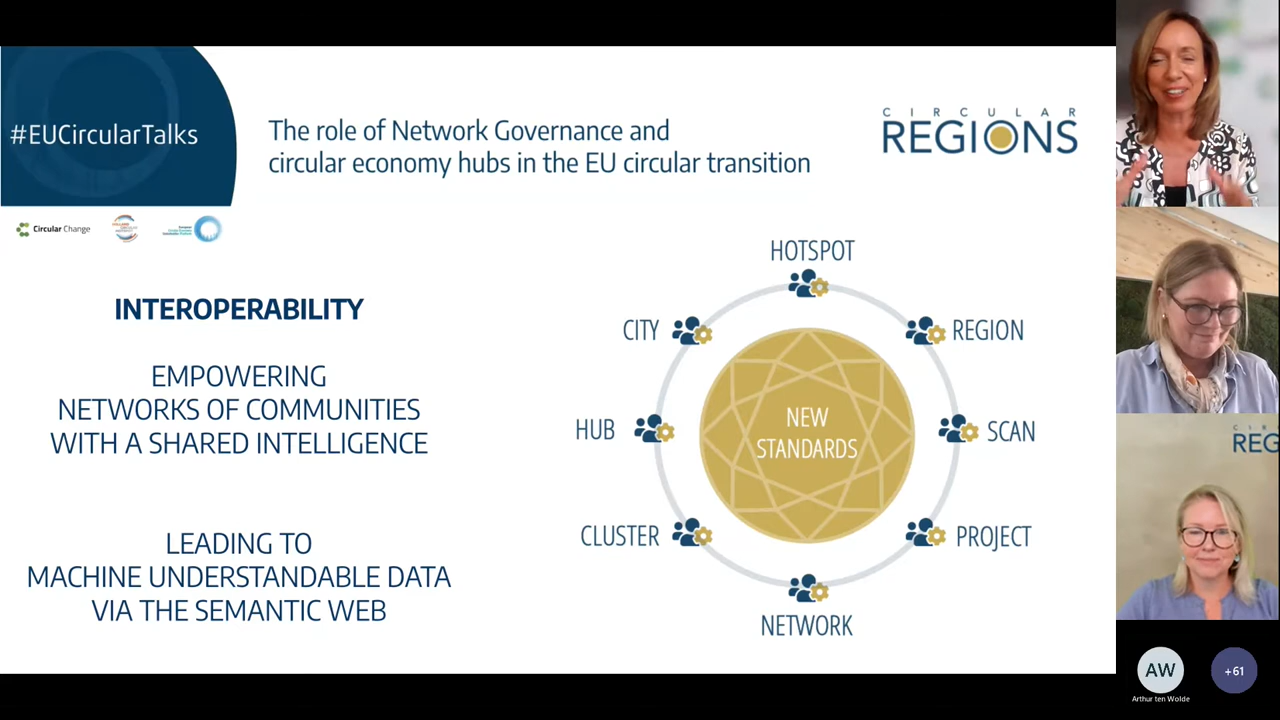 #EUCircularTalks
The role of Network Governance and
circular economy hubs in the EU circular transition
CIRCULAR
REGIONS
Circular Change
INTEROPERABILITY
EMPOWERING
NETWORKS OF COMMUNITIES
WITH A SHARED INTELLIGENCE
LEADING TO
MACHINE UNDERSTANDABLE DATA
VIA THE SEMANTIC WEB
HOTSPOT
CITY
REGION
HUB
NEW
STANDARDS
SCAN
CLUSTER
PROJECT
NETWORK
CIR
REG
AW
Arthur ten Wolde
+61